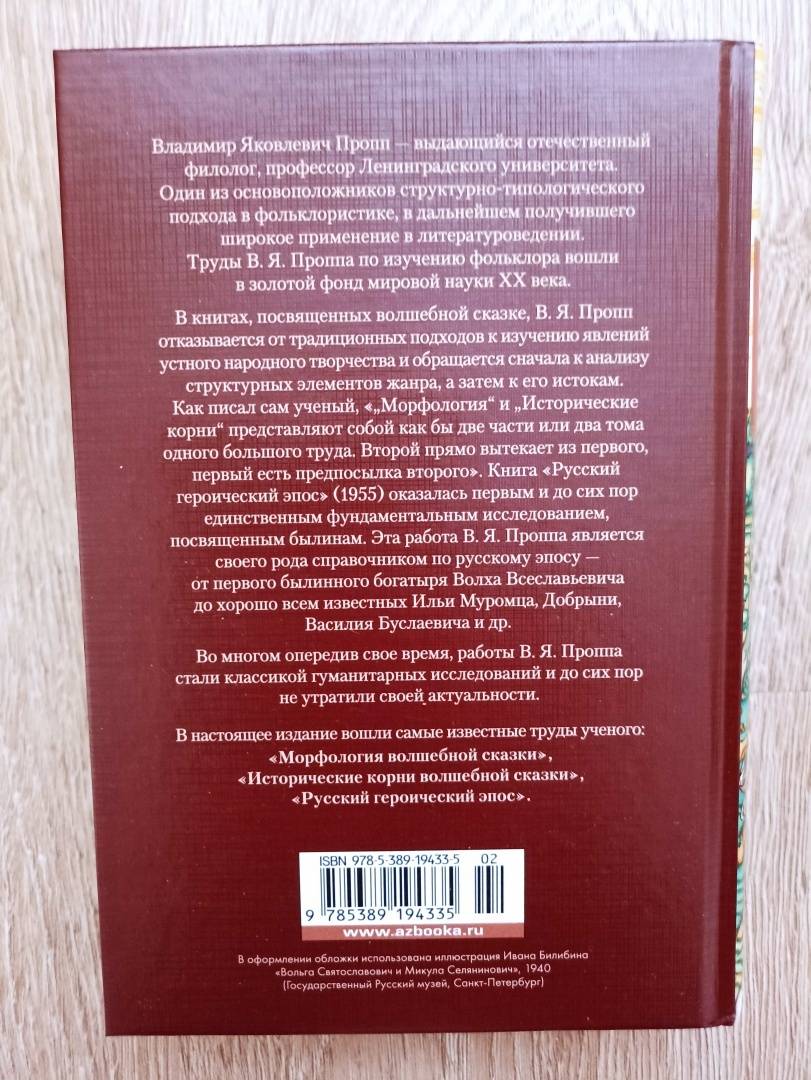 Владимир Яковлевич Пропп — выдающийся отечественный
филолог, профессор Ленинградского университета.
Один из основоположников структурно-типологического
подхода в фольклористике, в дальнейшем получившего
широкое применение в литературоведении.
Труды В. Я. Проппа по изучению фольклора вошли
в золотой фонд мировой науки XX века.
В книгах, посвященных волшебной сказке, В. Я. Пропп
отказывается от традиционных подходов к изучению явлений
устного народного творчества и обращается сначала к анализу
структурных элементов жанра, а затем к его истокам.
Как писал сам ученый, «„Морфология“ и „Исторические
корни“ представляют собой как бы две части или два тома
одного большого труда. Второй прямо вытекает из первого,
первый есть предпосылка второго». Книга «Русский
героический эпос» (1955) оказалась первым и до сих пор
единственным фундаментальным исследованием,
посвященным былинам. Эта работа В. Я. Проппа является
своего рода справочником по русскому эпосу —
от первого былинного богатыря Волха Всеславьевича
до хорошо всем известных Ильи Муромца, Добрыни,
Василия Буслаевича и др.
Во многом опередив свое время, работы В. Я. Проппа
стали классикой гуманитарных исследований и до сих пор
не утратили своей актуальности.
В настоящее издание вошли самые известные труды ученого:
«Морфология волшебной сказки»,
«Исторические корни волшебной сказки»,
«Русский героический эпос».
ISBN 978-5-389-19433-5 02
9 785389 194335
www.azbooka.ru
В оформлении обложки использована иллюстрация Ивана Билибина
«Вольга Святославович и Микула Селянинович», 1940
(Государственный Русский музей, Санкт-Петербург)